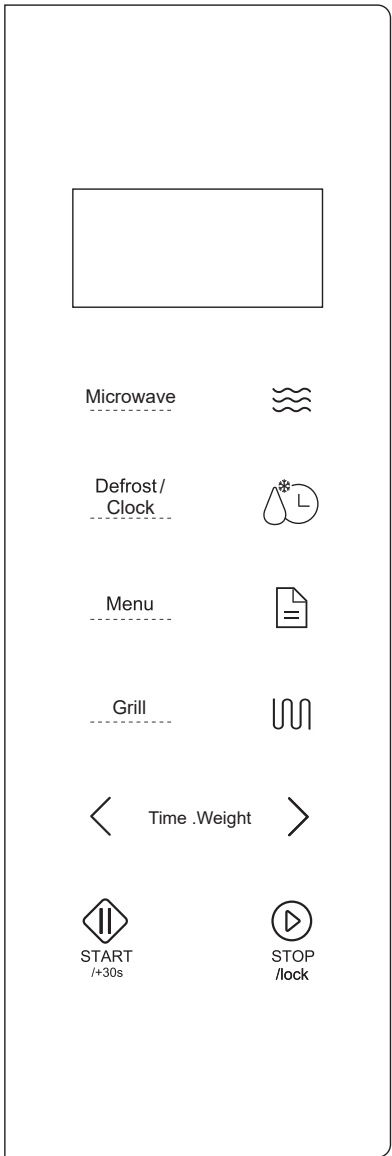 Microwave
Defrost/
Clock
Menu
Grill
Time .Weight
START
/+30s
STOP
/lock